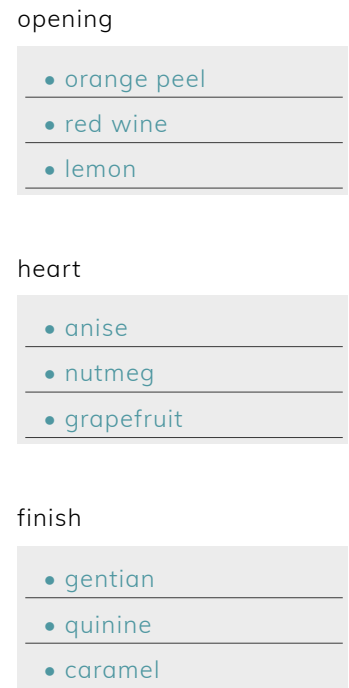 opening
• orange peel
• red wine
• lemon
heart
• anise
• nutmeg
• grapefruit
finish
• gentian
• quinine
• caramel